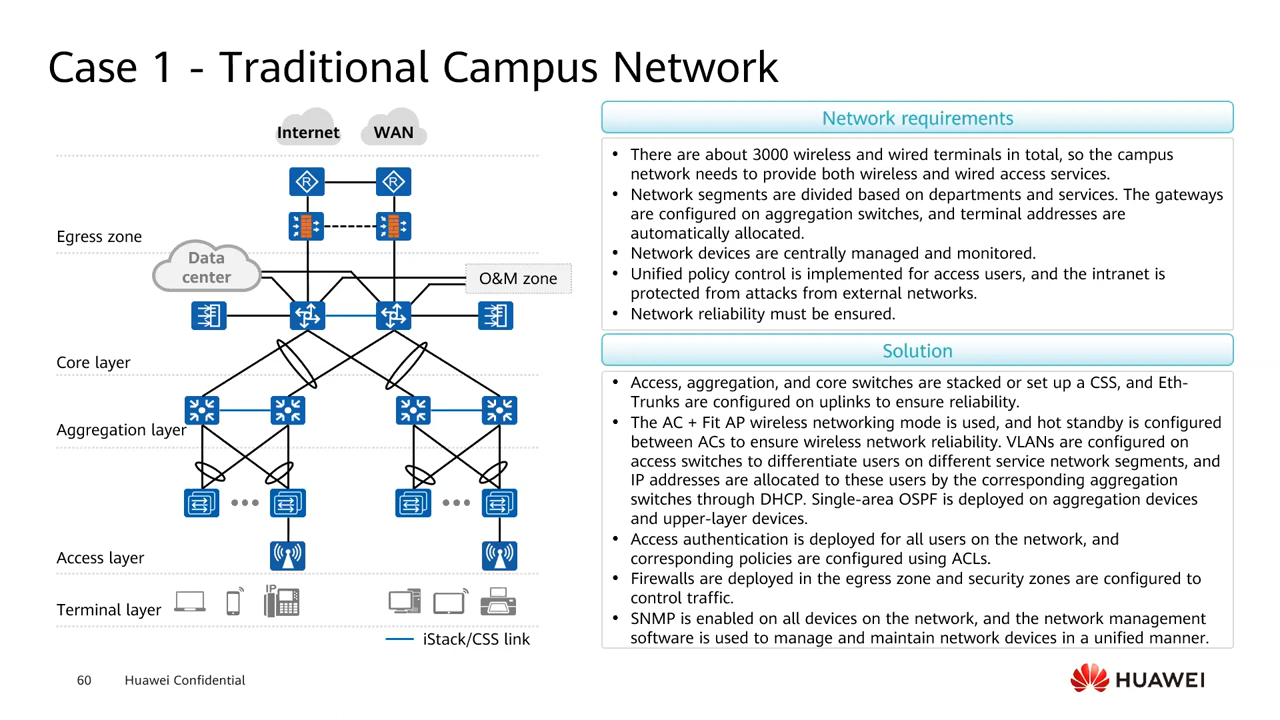 Case 1 - Traditional Campus Network
Internet
WAN
Egress zone
Data
center
O&M zone
Core layer
Aggregation layer
Access layer
IP
Terminal layer
iStack/CSS link
Network requirements
• There are about 3000 wireless and wired terminals in total, so the campus
network needs to provide both wireless and wired access services.
• Network segments are divided based on departments and services. The gateways
are configured on aggregation switches, and terminal addresses are
automatically allocated.
• Network devices are centrally managed and monitored.
• Unified policy control is implemented for access users, and the intranet is
protected from attacks from external networks.
• Network reliability must be ensured.
Solution
• Access, aggregation, and core switches are stacked or set up a CSS, and Eth-
Trunks are configured on uplinks to ensure reliability.
• The AC + Fit AP wireless networking mode is used, and hot standby is configured
between ACs to ensure wireless network reliability. VLANs are configured on
access switches to differentiate users on different service network segments, and
IP addresses are allocated to these users by the corresponding aggregation
switches through DHCP. Single-area OSPF is deployed on aggregation devices
and upper-layer devices.
• Access authentication is deployed for all users on the network, and
corresponding policies are configured using ACLs.
• Firewalls are deployed in the egress zone and security zones are configured to
control traffic.
• SNMP is enabled on all devices on the network, and the network management
software is used to manage and maintain network devices in a unified manner.
60
Huawei Confidential
HUAWEI